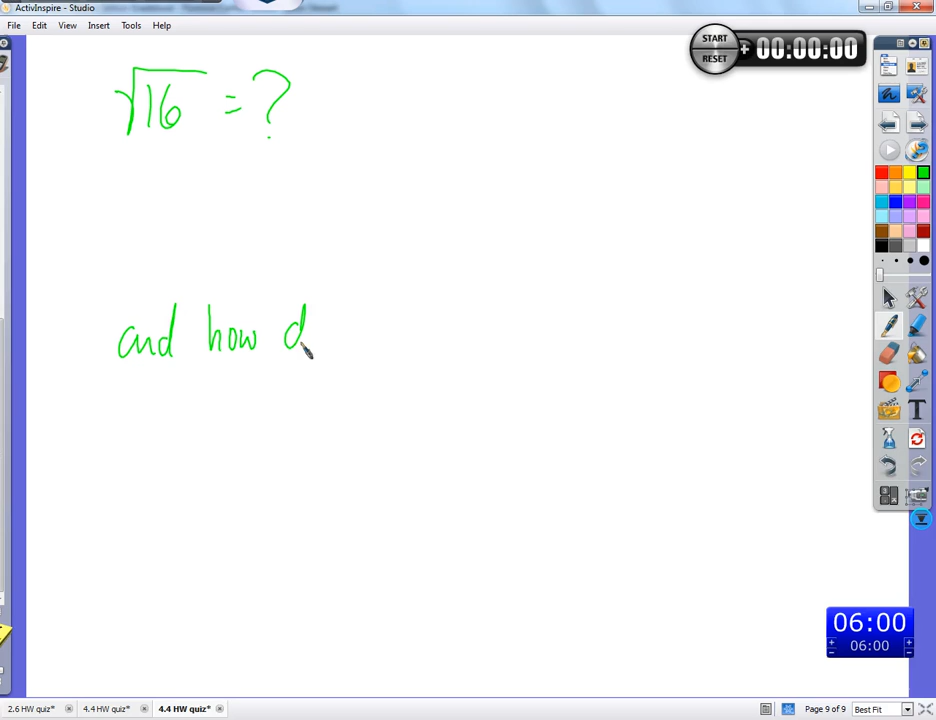 ActivInspire - Studio
File Edit View Insert Tools Help
START
RESET
00:00:00
√16 = ?
and how d
06:00
06:00
2.6 HW quiz* 4.4 HW quiz* 4.4 HW quiz* Page 9 of 9 Best Fit